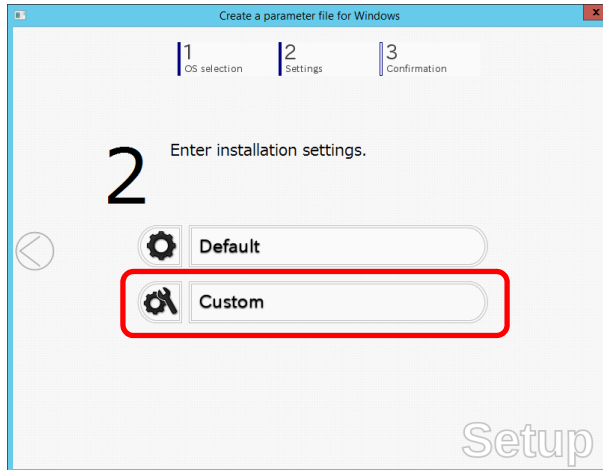 Create a parameter file for Windows
x
1
OS selection
2
Settings
3
Confirmation
2
Enter installation settings.
Default
Custom
Setup